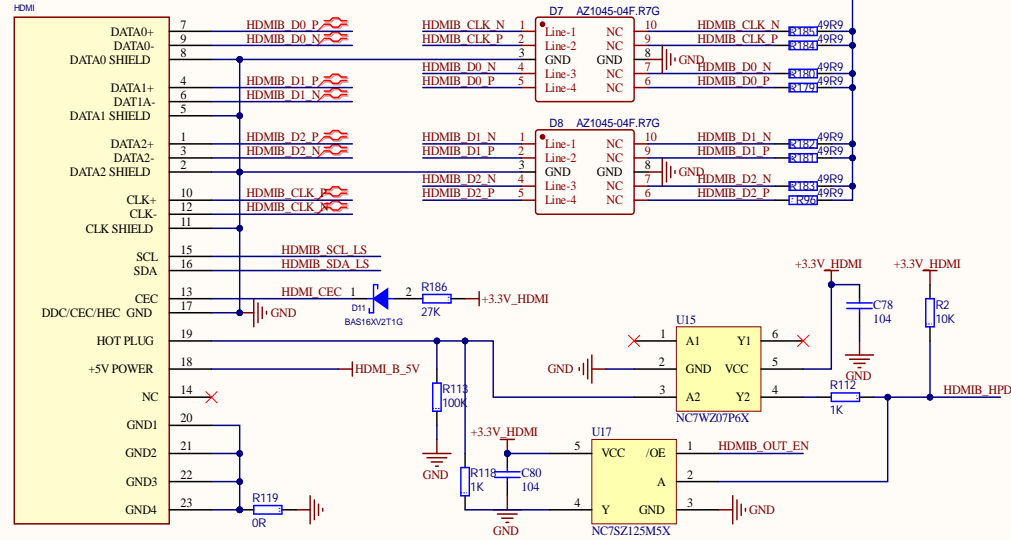 HDMI
DATA0+ 7 HDMIB_D0_P
DATA0- 9 HDMIB_D0_N
DATA0 SHIELD 8
DATA1+ 4 HDMIB_D1_P
DAT1A- 6 HDMIB_D1_N
DATA1 SHIELD 5
DATA2+ 1 HDMIB_D2_P
DATA2- 3 HDMIB_D2_N
DATA2 SHIELD 2
CLK+ 10 HDMIB_CLK_P
CLK- 12 HDMIB_CLK_N
CLK SHIELD 11
SCL 15 HDMIB_SCL_LS
SDA 16 HDMIB_SDA_LS
CEC 13 HDMI_CEC 1 2 R186 +3.3V_HDMI
D11 27K
BAS16XV2T1G
DDC/CEC/HEC GND 17 GND
HOT PLUG 19
+5V POWER 18 HDMI_B_5V
NC 14
GND1 20
GND2 21
GND3 22
GND4 23
R119
0R
D7 AZ1045-04F.R7G
HDMIB_CLK_N 1 Line-1 NC 10 HDMIB_CLK_N R185 49R9
HDMIB_CLK_P 2 Line-2 NC 9 HDMIB_CLK_P R184 49R9
3 GND GND 8 GND
HDMIB_D0_N 4 Line-3 NC 7 HDMIB_D0_N R180 49R9
HDMIB_D0_P 5 Line-4 NC 6 HDMIB_D0_P R179 49R9
D8 AZ1045-04F.R7G
HDMIB_D1_N 1 Line-1 NC 10 HDMIB_D1_N R182 49R9
HDMIB_D1_P 2 Line-2 NC 9 HDMIB_D1_P R181 49R9
3 GND GND 8 GND
HDMIB_D2_N 4 Line-3 NC 7 HDMIB_D2_N R183 49R9
HDMIB_D2_P 5 Line-4 NC 6 HDMIB_D2_P R96 49R9
+3.3V_HDMI +3.3V_HDMI
C78
104
GND
R2
10K
U15
1 A1 Y1 6
GND 2 GND VCC 5
3 A2 Y2 4 R112 HDMIB_HPD
1K
NC7WZ07P6X
R113
100K
GND
R118
1K
+3.3V_HDMI
C80
104
GND
U17
5 VCC /OE 1 HDMIB_OUT_EN
A 2
4 Y GND 3 GND
NC7SZ125M5X